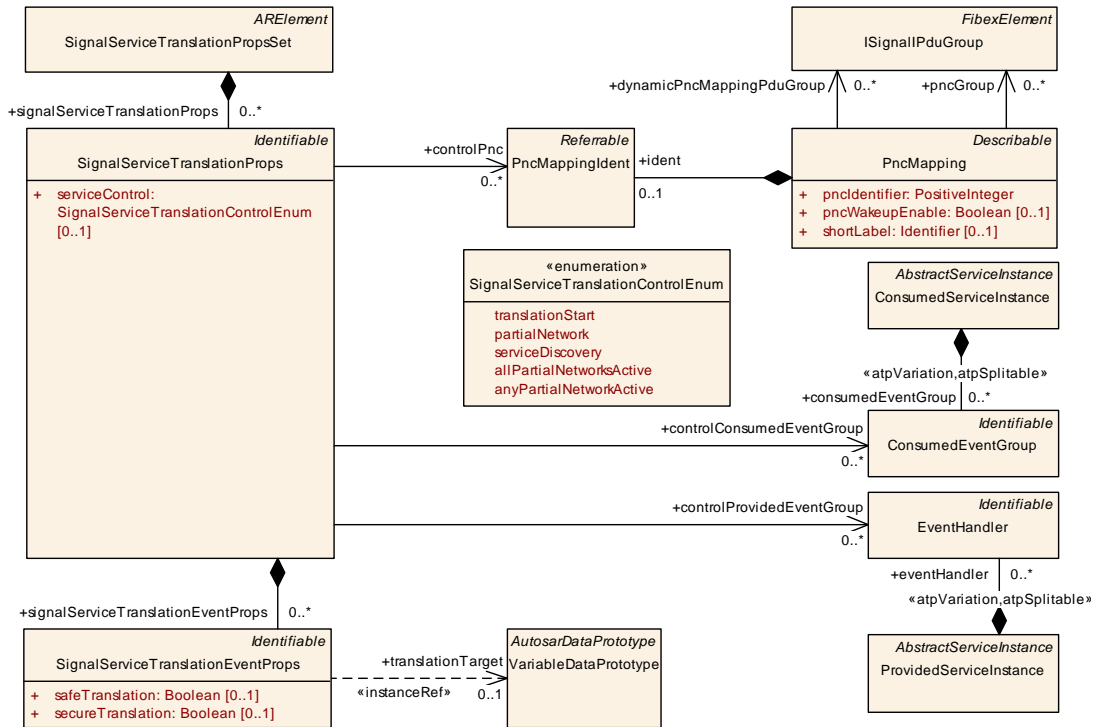 ARElement
SignalServiceTranslationPropsSet
FibexElement
ISignalIPduGroup
+signalServiceTranslationProps
0..*
+dynamicPncMappingPduGroup
0..*
+pncGroup
0..*
Identifiable
SignalServiceTranslationProps
+ serviceControl:
SignalServiceTranslationControlEnum
[0..1]
+controlPnc
0..*
Referrable
PncMappingIdent
+ident
0..1
Describable
PncMapping
+ pncIdentifier: PositiveInteger
+ pncWakeupEnable: Boolean [0..1]
+ shortLabel: Identifier [0..1]
«enumeration»
SignalServiceTranslationControlEnum
translationStart
partialNetwork
serviceDiscovery
allPartialNetworksActive
anyPartialNetworkActive
AbstractServiceInstance
ConsumedServiceInstance
«atpVariation,atpSplitable»
+consumedEventGroup
0..*
+controlConsumedEventGroup
0..*
Identifiable
ConsumedEventGroup
+controlProvidedEventGroup
0..*
Identifiable
EventHandler
+eventHandler
0..*
«atpVariation,atpSplitable»
AbstractServiceInstance
ProvidedServiceInstance
+signalServiceTranslationEventProps
0..*
Identifiable
SignalServiceTranslationEventProps
+ safeTranslation: Boolean [0..1]
+ secureTranslation: Boolean [0..1]
+translationTarget
«instanceRef»
0..1
AutosarDataPrototype
VariableDataPrototype